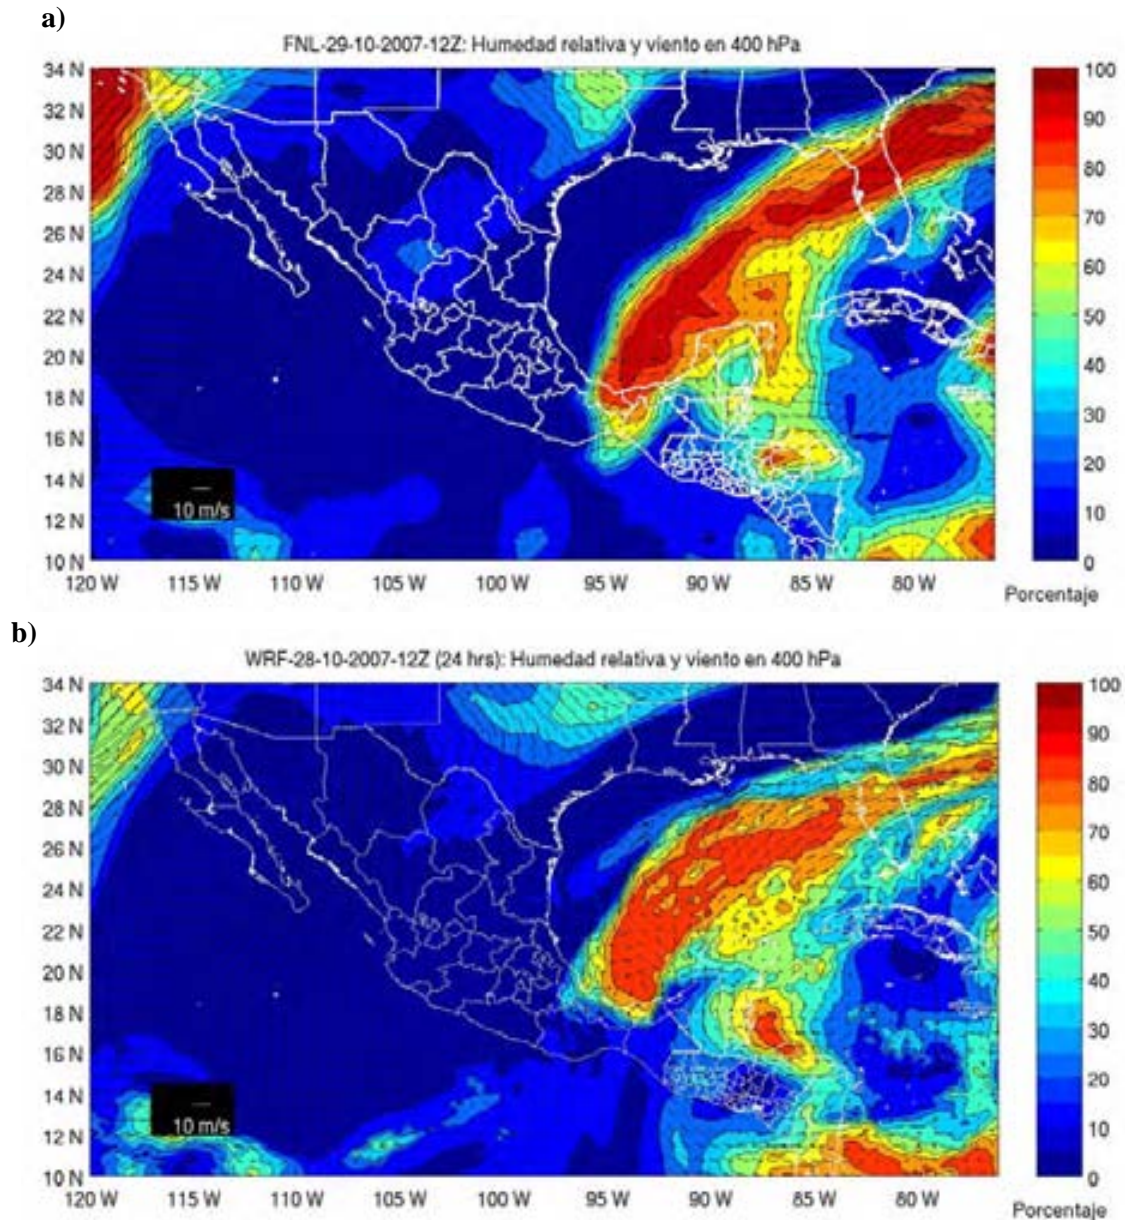 a)
FNL-29-10-2007-12Z: Humedad relativa y viento en 400 hPa
34 N
32 N
30 N
28 N
26 N
24 N
22 N
20 N
18 N
16 N
14 N
12 N
10 N
10 m/s
120 W 115 W 110 W 105 W 100 W 95 W 90 W 85 W 80 W
100
90
80
70
60
50
40
30
20
10
0
Porcentaje
b)
WRF-28-10-2007-12Z (24 hrs): Humedad relativa y viento en 400 hPa
34 N
32 N
30 N
28 N
26 N
24 N
22 N
20 N
18 N
16 N
14 N
12 N
10 N
10 m/s
120 W 115 W 110 W 105 W 100 W 95 W 90 W 85 W 80 W
100
90
80
70
60
50
40
30
20
10
0
Porcentaje